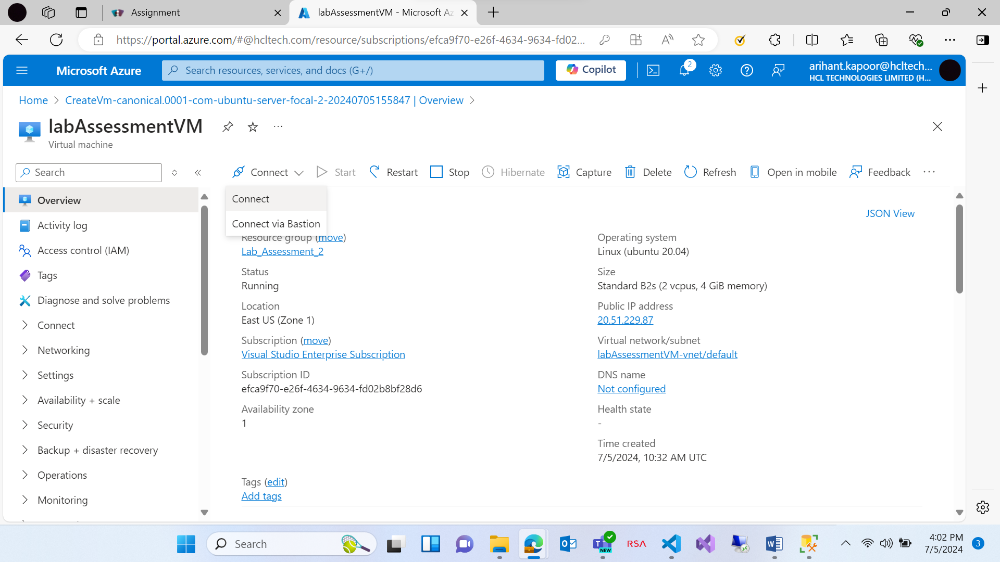 Assignment
labAssessmentVM - Microsoft Az
https://portal.azure.com/#@hcltech.com/resource/subscriptions/efca9f70-e26f-4634-9634-fd02...
Microsoft Azure
Search resources, services, and docs (G+/)
Copilot
2
arihant.kapoor@hcltech...
HCL TECHNOLOGIES LIMITED (H...
Home > CreateVm-canonical.0001-com-ubuntu-server-focal-2-20240705155847 | Overview >
labAssessmentVM
Virtual machine
Search
Connect
Start
Restart
Stop
Hibernate
Capture
Delete
Refresh
Open in mobile
Feedback
Connect
Connect via Bastion
Overview
Activity log
Access control (IAM)
Tags
Diagnose and solve problems
Connect
Networking
Settings
Availability + scale
Security
Backup + disaster recovery
Operations
Monitoring
JSON View
Resource group (move)
Lab_Assessment_2
Status
Running
Location
East US (Zone 1)
Subscription (move)
Visual Studio Enterprise Subscription
Subscription ID
efca9f70-e26f-4634-9634-fd02b8bf28d6
Availability zone
1
Operating system
Linux (ubuntu 20.04)
Size
Standard B2s (2 vcpus, 4 GiB memory)
Public IP address
20.51.229.87
Virtual network/subnet
labAssessmentVM-vnet/default
DNS name
Not configured
Health state
-
Time created
7/5/2024, 10:32 AM UTC
Tags (edit)
Add tags
Search
NEW
RSA
4:02 PM
7/5/2024
3